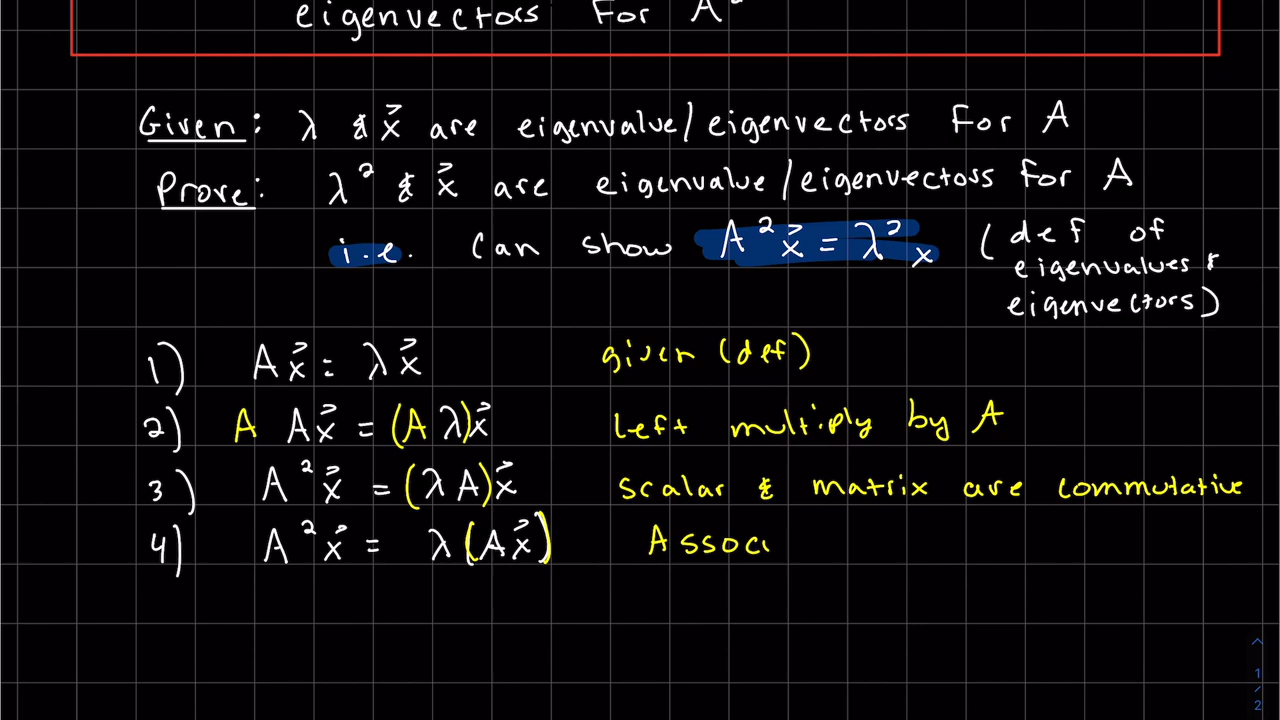 eigenvectors for A²
Given: λ & x⃗ are eigenvalue/eigenvectors for A
Prove: λ² & x⃗ are eigenvalue/eigenvectors for A
i.e. can show A²x⃗ = λ²x (def of
eigenvalues &
eigenvectors)
1) Ax⃗ = λx⃗ given (def)
2) A Ax⃗ = (Aλ)x⃗ left multiply by A
3) A²x⃗ = (λA)x⃗ scalar & matrix are commutative
4) A²x⃗ = λ(Ax⃗) Assoc
1
/
2